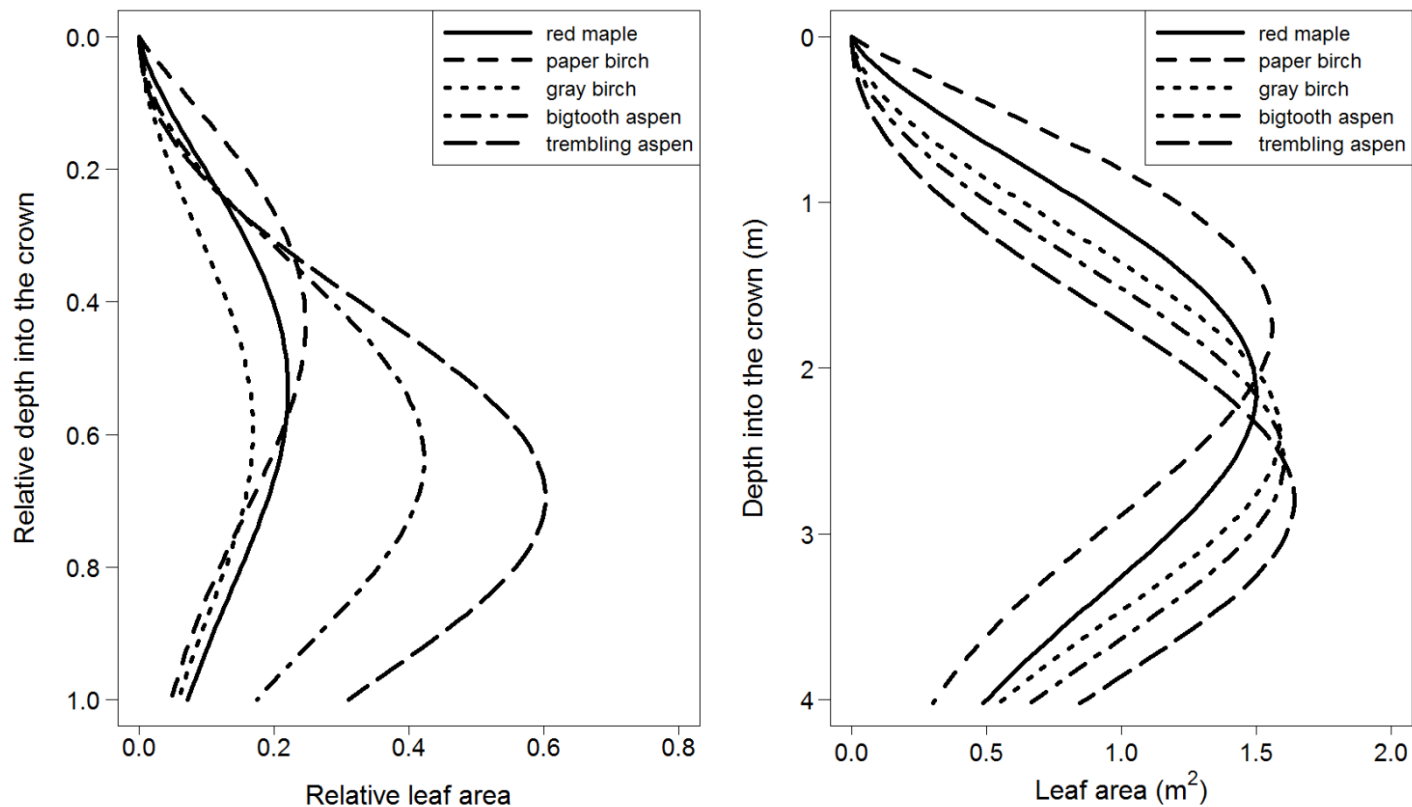 red maple
paper birch
gray birch
bigtooth aspen
trembling aspen
Relative depth into the crown
0.0
0.2
0.4
0.6
0.8
1.0
0.0 0.2 0.4 0.6 0.8
Relative leaf area
red maple
paper birch
gray birch
bigtooth aspen
trembling aspen
Depth into the crown (m)
0
1
2
3
4
0.0 0.5 1.0 1.5 2.0
Leaf area (m²)